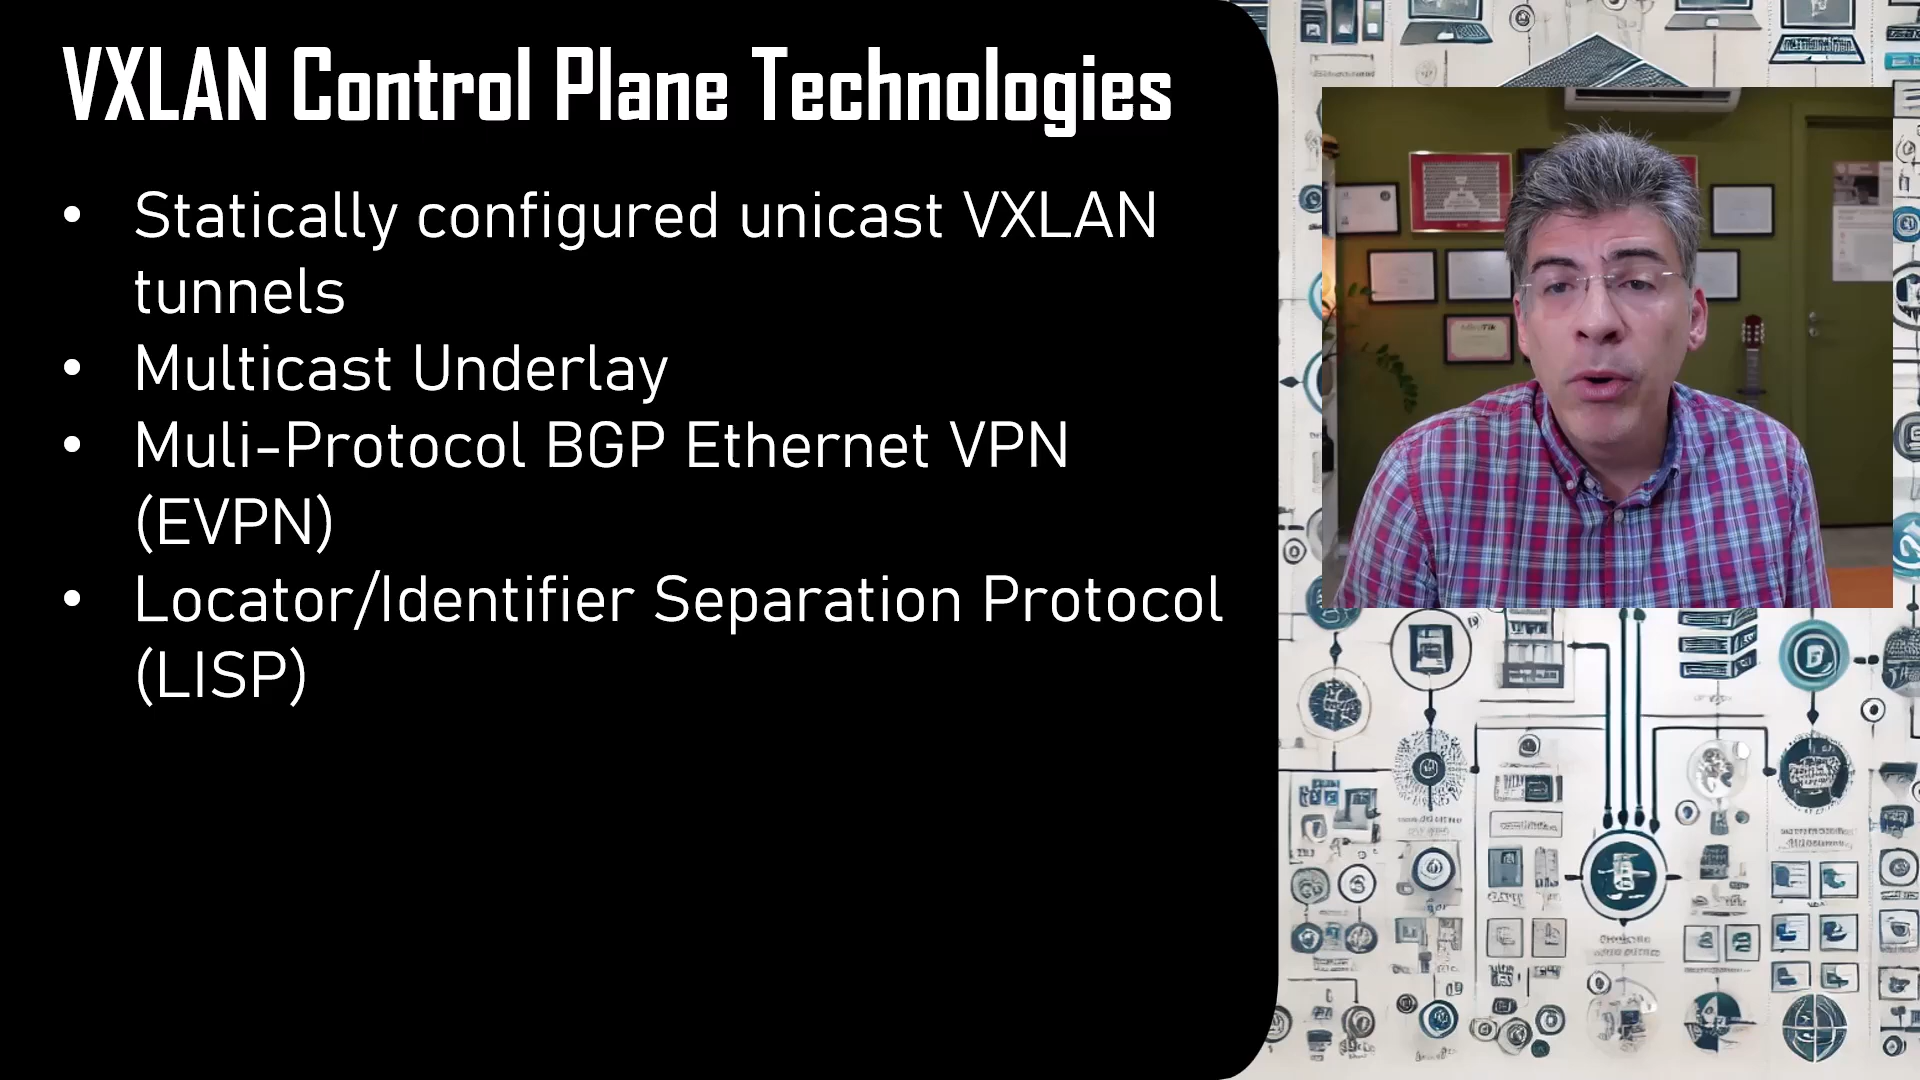 VXLAN Control Plane Technologies
• Statically configured unicast VXLAN
tunnels
• Multicast Underlay
• Muli-Protocol BGP Ethernet VPN
(EVPN)
• Locator/Identifier Separation Protocol
(LISP)